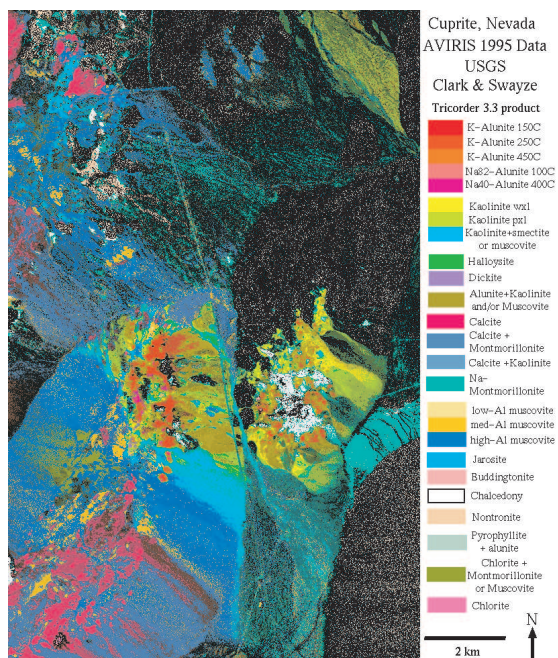 Cuprite, Nevada
AVIRIS 1995 Data
USGS
Clark & Swayze
Tricorder 3.3 product
K-Alunite 150C
K-Alunite 250C
K-Alunite 450C
Na82-Alunite 100C
Na40-Alunite 400C
Kaolinite wxl
Kaolinite pxl
Kaolinite+smectite
or muscovite
Halloysite
Dickite
Alunite+Kaolinite
and/or Muscovite
Calcite
Calcite +
Montmorillonite
Calcite +Kaolinite
Na-
Montmorillonite
low-Al muscovite
med-Al muscovite
high-Al muscovite
Jarosite
Buddingtonite
Chalcedony
Nontronite
Pyrophyllite
+ alunite
Chlorite +
Montmorillonite
or Muscovite
Chlorite
N
2 km